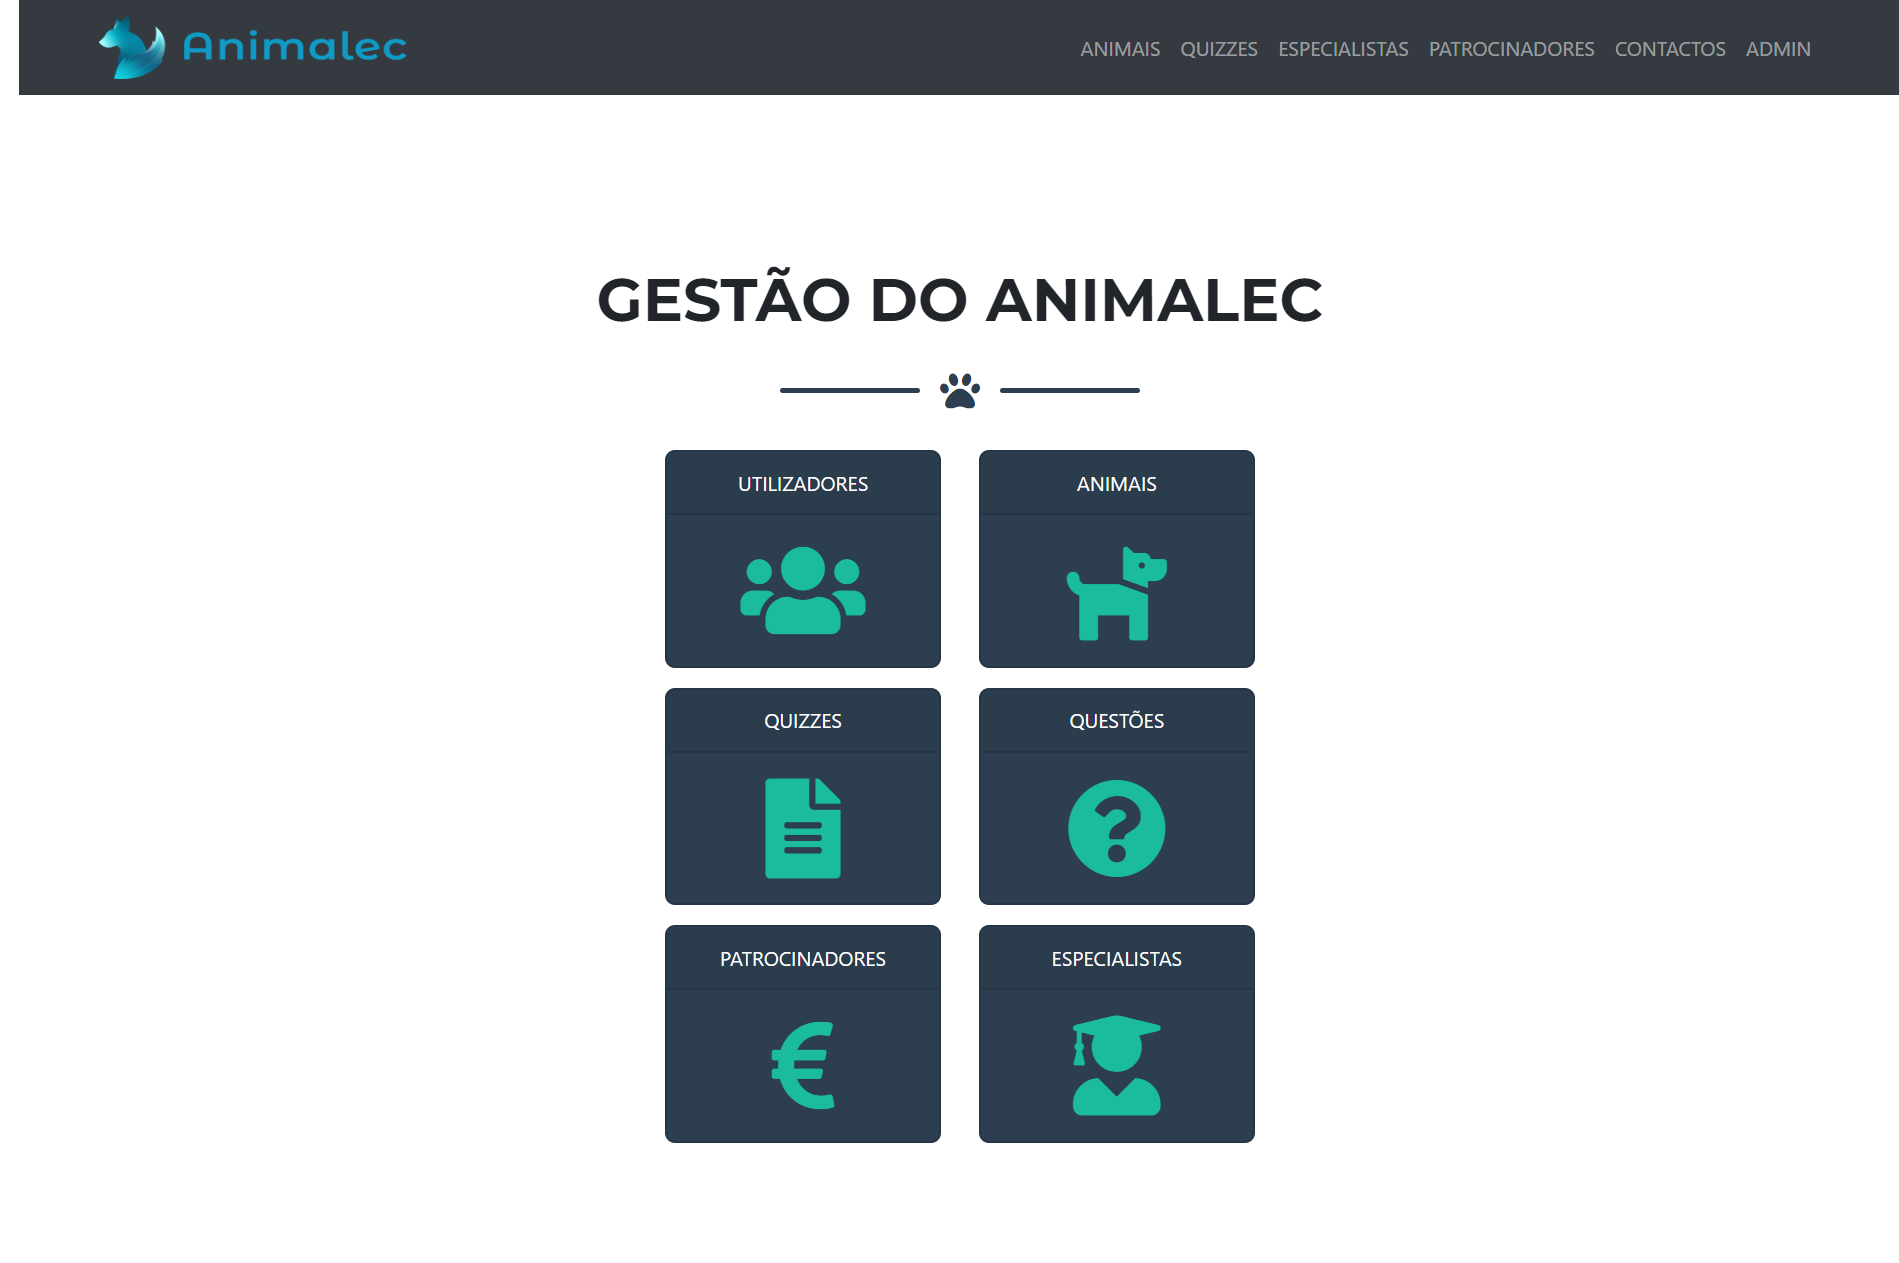 Animalec
ANIMAIS QUIZZES ESPECIALISTAS PATROCINADORES CONTACTOS ADMIN
GESTÃO DO ANIMALEC
UTILIZADORES
ANIMAIS
QUIZZES
QUESTÕES
PATROCINADORES
ESPECIALISTAS